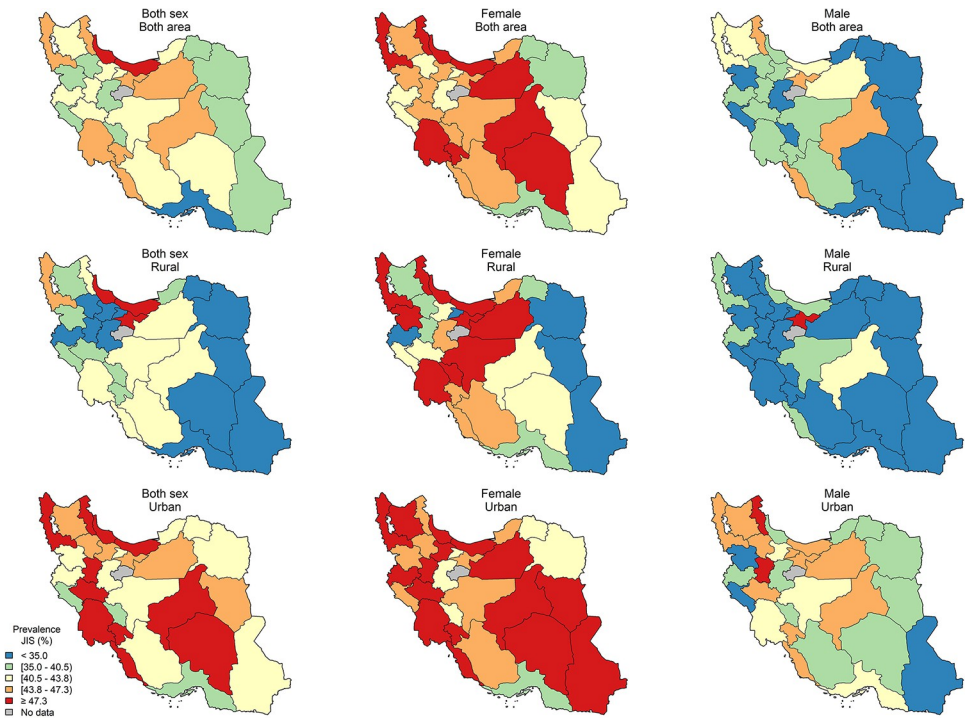 Both sex
Both area
Female
Both area
Male
Both area
Both sex
Rural
Female
Rural
Male
Rural
Both sex
Urban
Female
Urban
Male
Urban
Prevalence
JIS (%)
< 35.0
[35.0 - 40.5)
[40.5 - 43.8)
[43.8 - 47.3)
≥ 47.3
No data